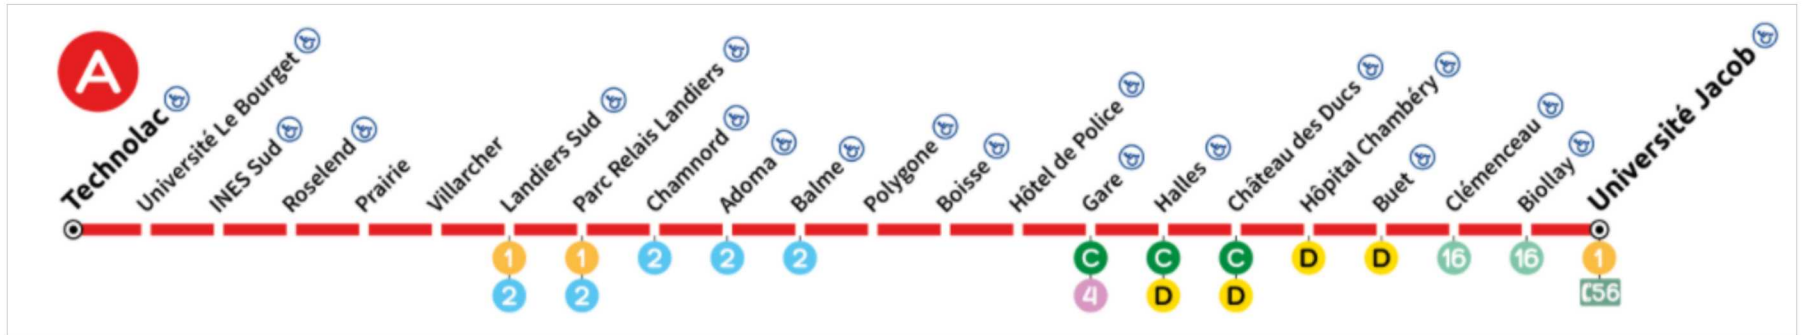 A
Technolac
Université Le Bourget
INES Sud
Roselend
Prairie
Villarcher
Landiers Sud
Parc Relais Landiers
Chamnord
Adoma
Balme
Polygone
Boisse
Hôtel de Police
Gare
Halles
Château des Ducs
Hôpital Chambéry
Buet
Clémenceau
Biollay
Université Jacob
1 1 2 2 2 C C C D D 16 16 1
2 2 4 D D C56